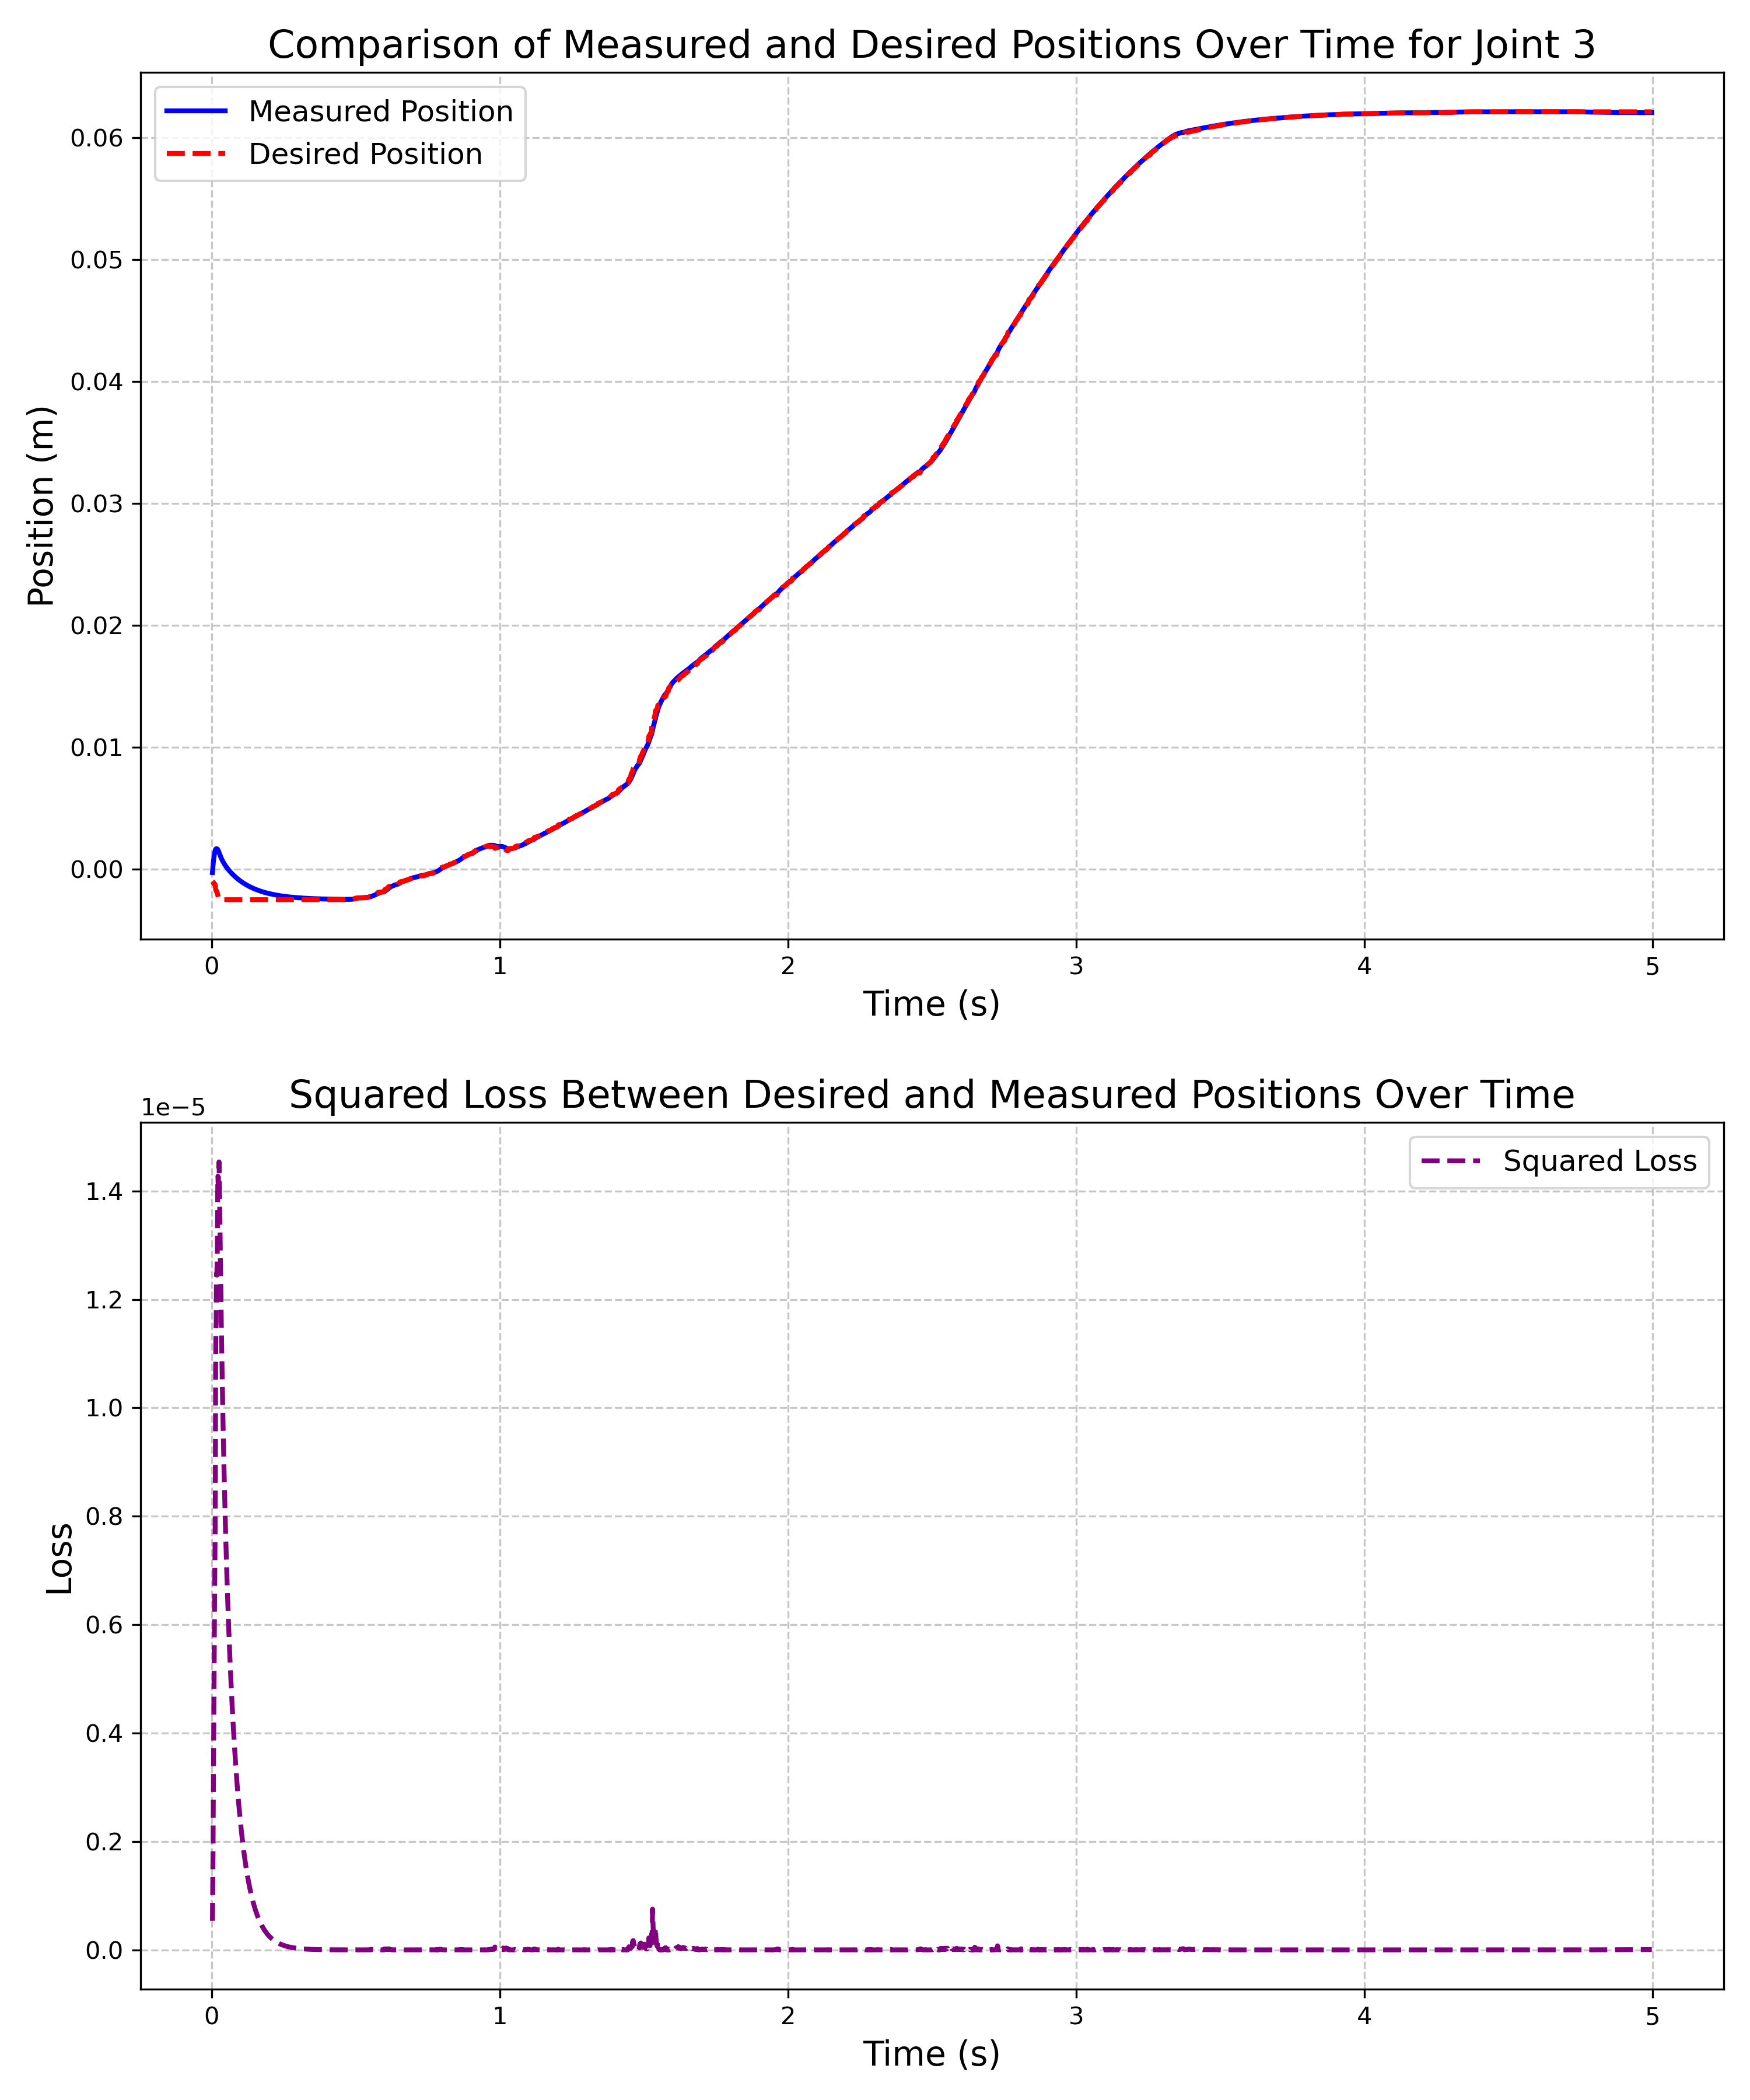 Comparison of Measured and Desired Positions Over Time for Joint 3
Measured Position
Desired Position
Position (m)
0.06
0.05
0.04
0.03
0.02
0.01
0.00
0 1 2 3 4 5
Time (s)
Squared Loss Between Desired and Measured Positions Over Time
1e−5
Squared Loss
Loss
1.4
1.2
1.0
0.8
0.6
0.4
0.2
0.0
0 1 2 3 4 5
Time (s)